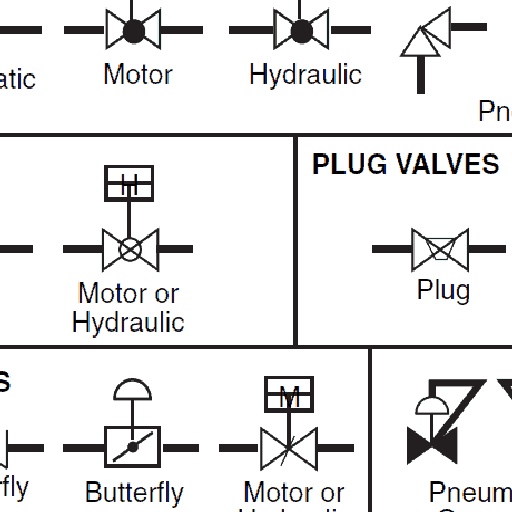 atic
Motor
Hydraulic
Pn
H
PLUG VALVES
Motor or
Hydraulic
Plug
S
M
rfly
Butterfly
Motor or
Pneum